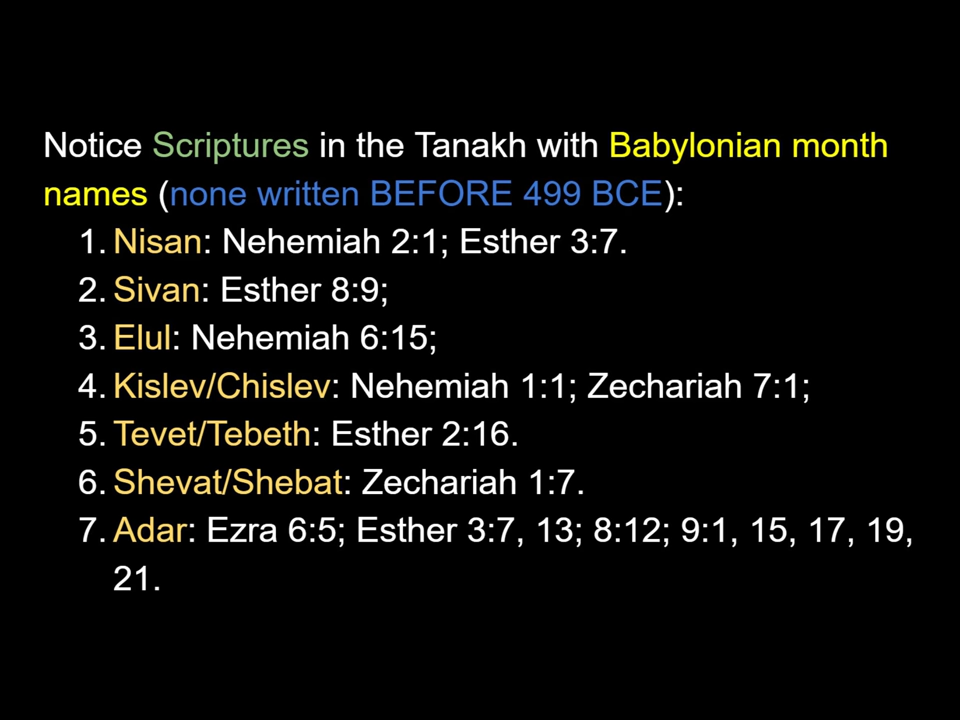 Notice Scriptures in the Tanakh with Babylonian month
names (none written BEFORE 499 BCE):
1. Nisan: Nehemiah 2:1; Esther 3:7.
2. Sivan: Esther 8:9;
3. Elul: Nehemiah 6:15;
4. Kislev/Chislev: Nehemiah 1:1; Zechariah 7:1;
5. Tevet/Tebeth: Esther 2:16.
6. Shevat/Shebat: Zechariah 1:7.
7. Adar: Ezra 6:5; Esther 3:7, 13; 8:12; 9:1, 15, 17, 19,
21.